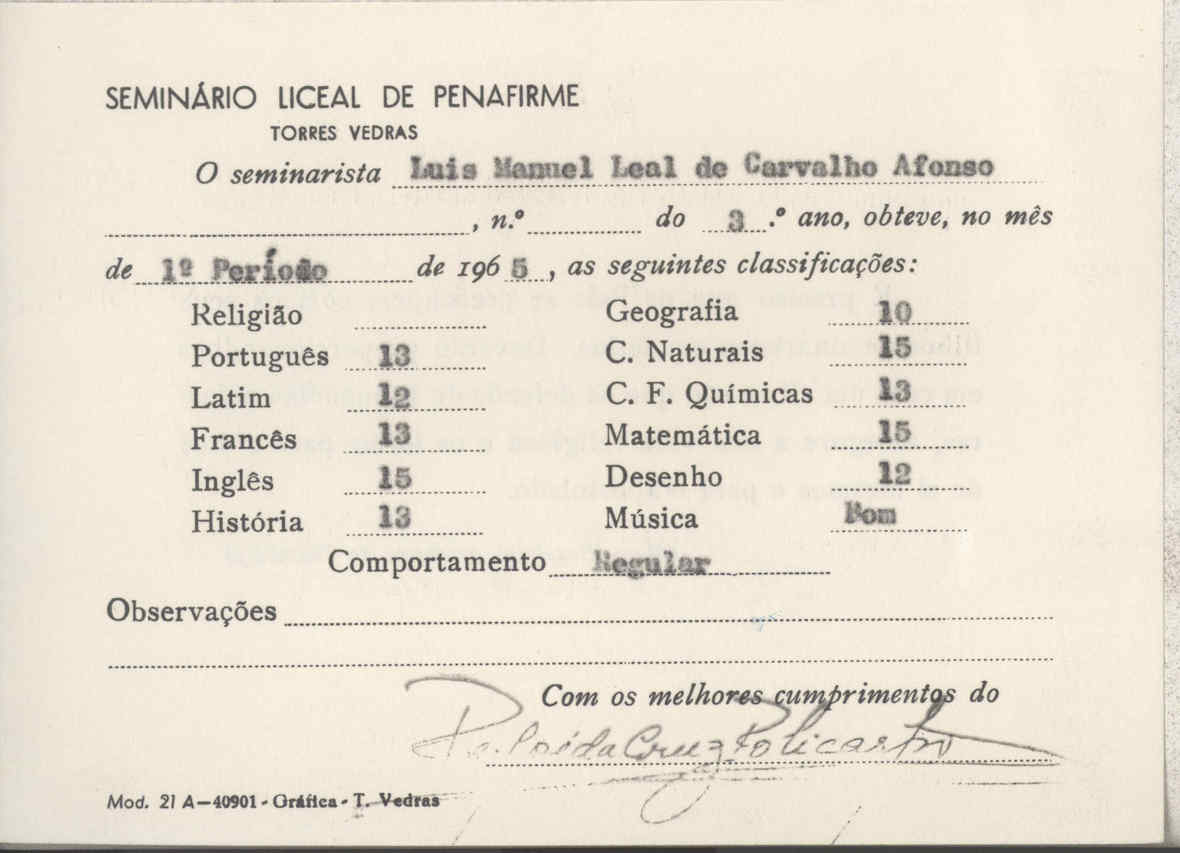 SEMINÁRIO LICEAL DE PENAFIRME
TORRES VEDRAS
O seminarista Luis Manuel Leal de Carvalho Afonso
, n.º do 3.º ano, obteve, no mês
de 1º Período de 1965, as seguintes classificações:
Religião
Geografia 10
Português 13
C. Naturais 15
Latim 12
C. F. Químicas 13
Francês 13
Matemática 15
Inglês 15
Desenho 12
História 13
Música Bom
Comportamento Regular
Observações
Com os melhores cumprimentos do
Pe. José da Cruz Policarpo
Mod. 21 A—40901 - Gráfica - T. Vedras